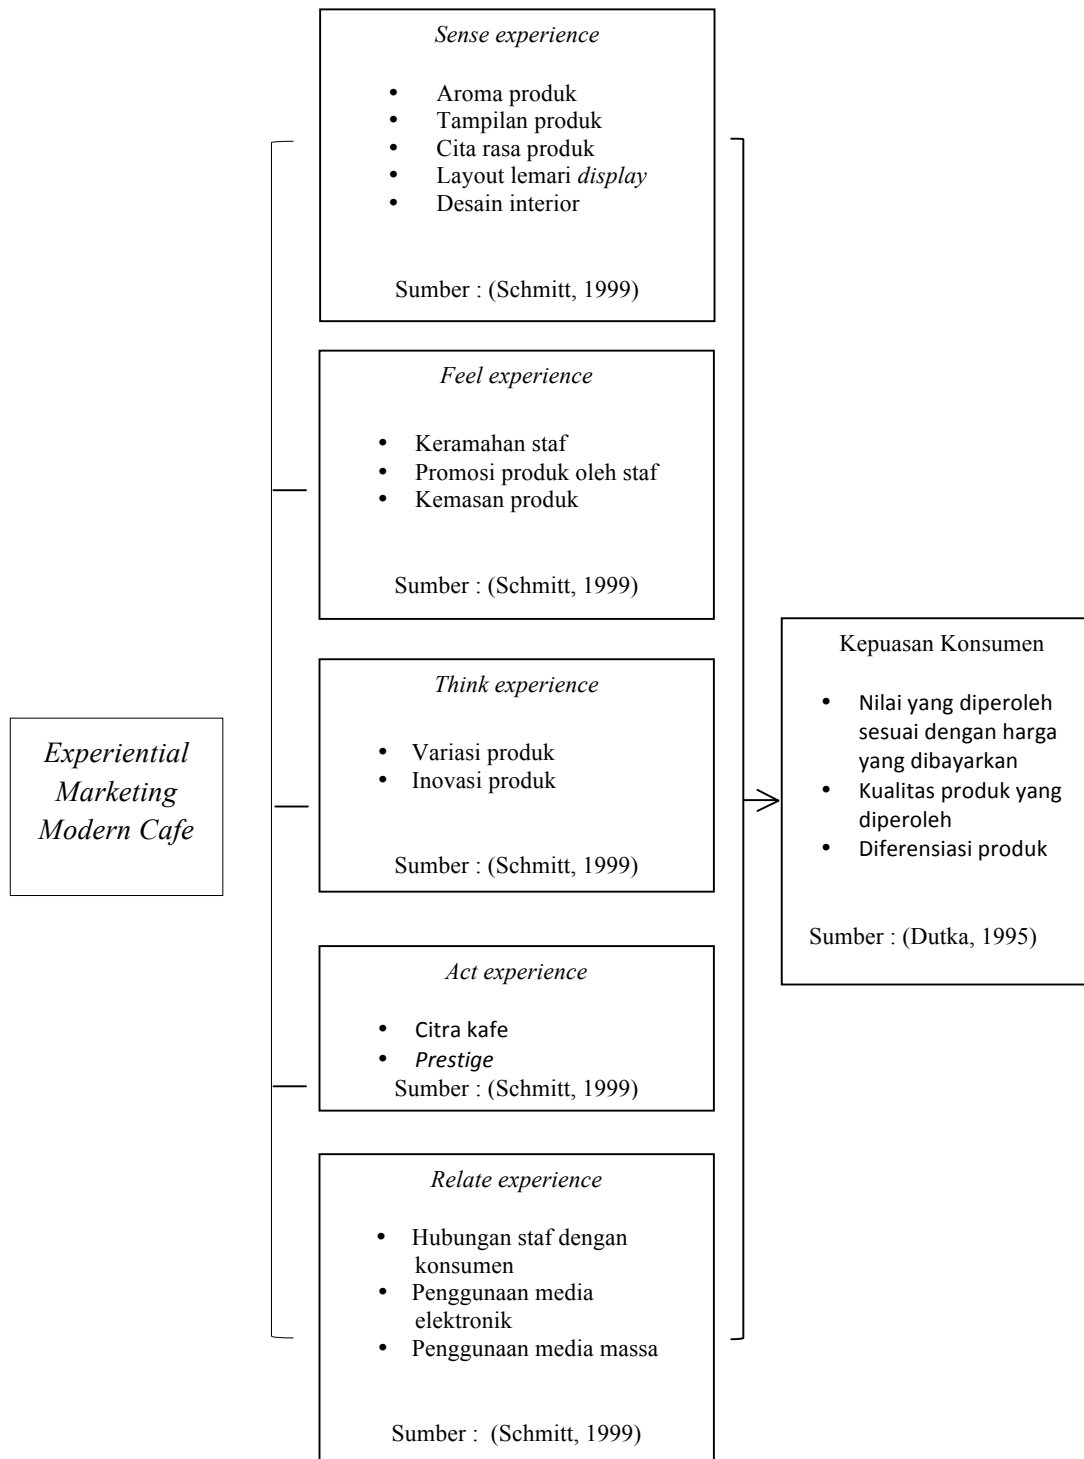 Sense experience
• Aroma produk
• Tampilan produk
• Cita rasa produk
• Layout lemari display
• Desain interior
Sumber : (Schmitt, 1999)
Feel experience
• Keramahan staf
• Promosi produk oleh staf
• Kemasan produk
Sumber : (Schmitt, 1999)
Think experience
• Variasi produk
• Inovasi produk
Sumber : (Schmitt, 1999)
Act experience
• Citra kafe
• Prestige
Sumber : (Schmitt, 1999)
Relate experience
• Hubungan staf dengan
konsumen
• Penggunaan media
elektronik
• Penggunaan media massa
Sumber : (Schmitt, 1999)
Experiential
Marketing
Modern Cafe
Kepuasan Konsumen
• Nilai yang diperoleh
sesuai dengan harga
yang dibayarkan
• Kualitas produk yang
diperoleh
• Diferensiasi produk
Sumber : (Dutka, 1995)